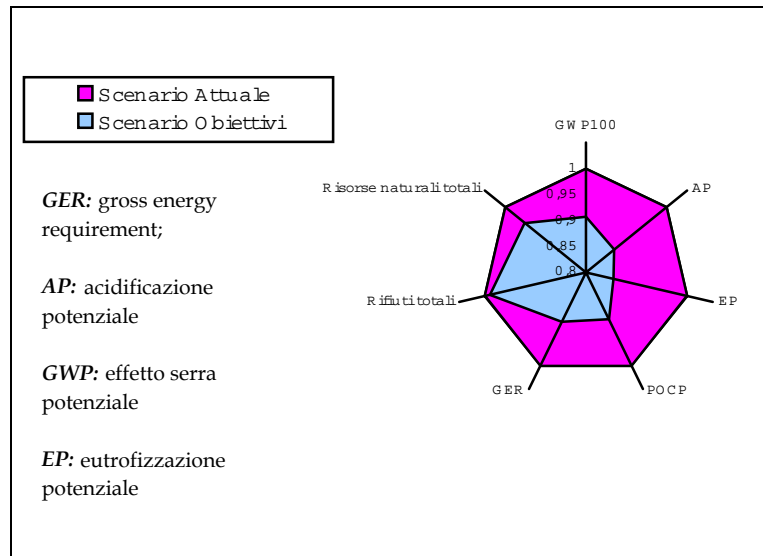 Scenario Attuale
Scenario Obiettivi
GER: gross energy
requirement;
AP: acidificazione
potenziale
GWP: effetto serra
potenziale
EP: eutrofizzazione
potenziale
GWP100
1
0,95
0,9
0,85
0,8
Risorse naturali totali
AP
Rifiuti totali
EP
GER
POCP